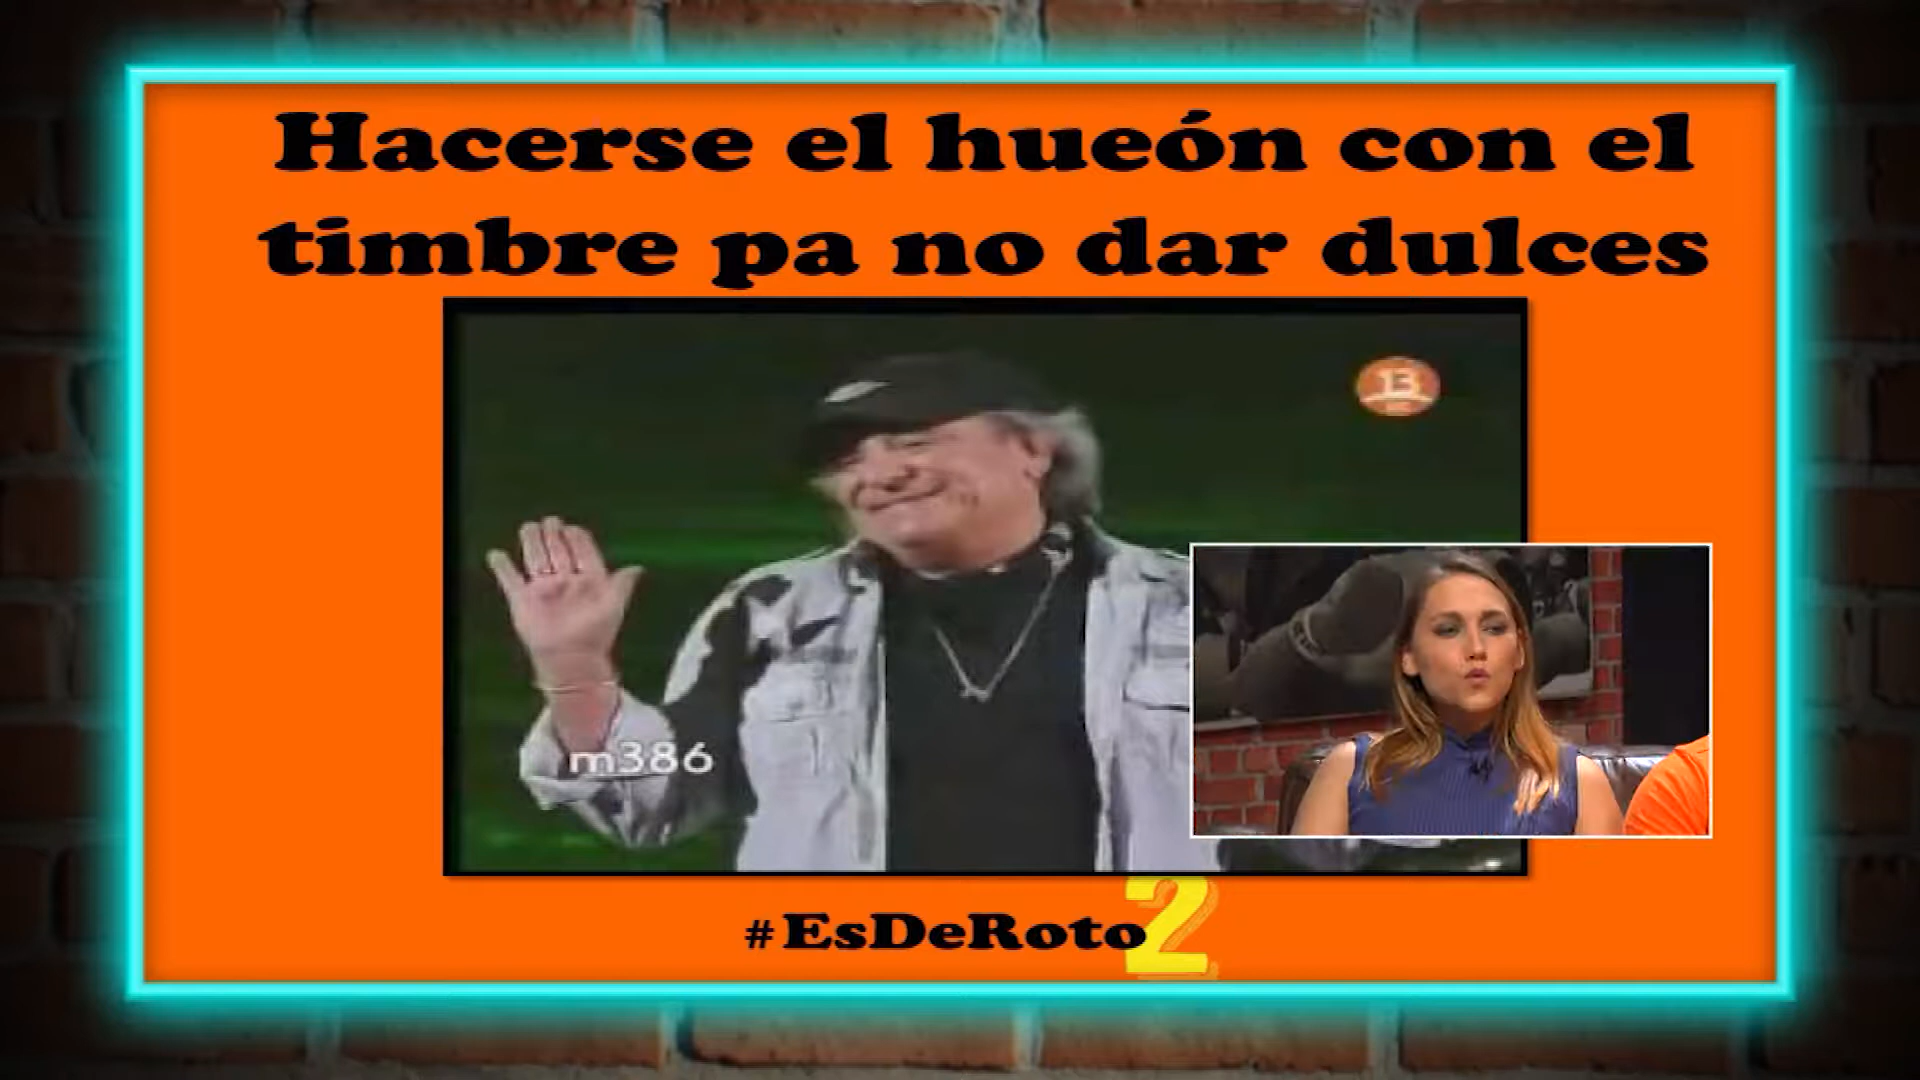 Hacerse el hueón con el
timbre pa no dar dulces
13
m386
#EsDeRoto2